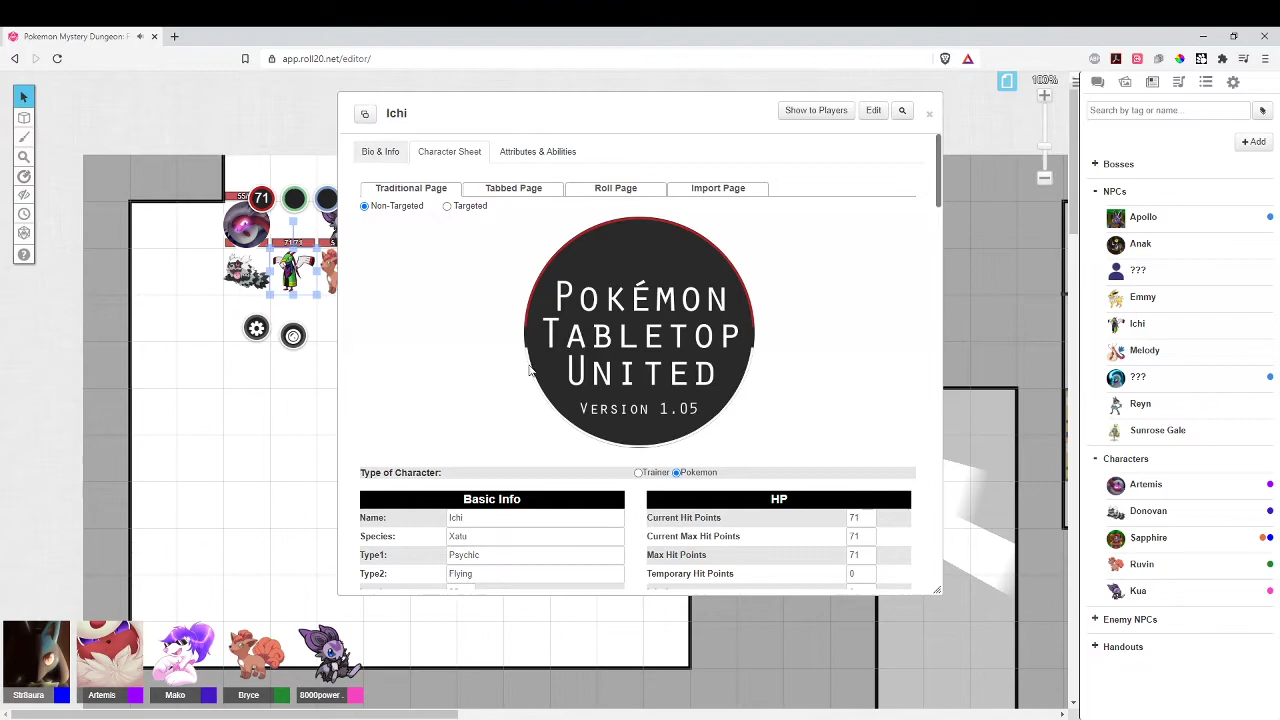 Pokemon Mystery Dungeon: F
app.roll20.net/editor/
100%
Ichi
Show to Players
Edit
Search by tag or name...
+ Add
Bio & Info
Character Sheet
Attributes & Abilities
Traditional Page
Tabbed Page
Roll Page
Import Page
Non-Targeted
Targeted
POKÉMON
TABLETOP
UNITED
VERSION 1.05
Type of Character:
Trainer
Pokemon
Basic Info
Name: Ichi
Species: Xatu
Type1: Psychic
Type2: Flying
HP
Current Hit Points 71
Current Max Hit Points 71
Max Hit Points 71
Temporary Hit Points 0
71
71/71
5
Bosses
NPCs
Apollo
Anak
???
Emmy
Ichi
Melody
???
Reyn
Sunrose Gale
Characters
Artemis
Donovan
Sapphire
Ruvin
Kua
Enemy NPCs
Handouts
Str8aura
Artemis
Mako
Bryce
8000power .